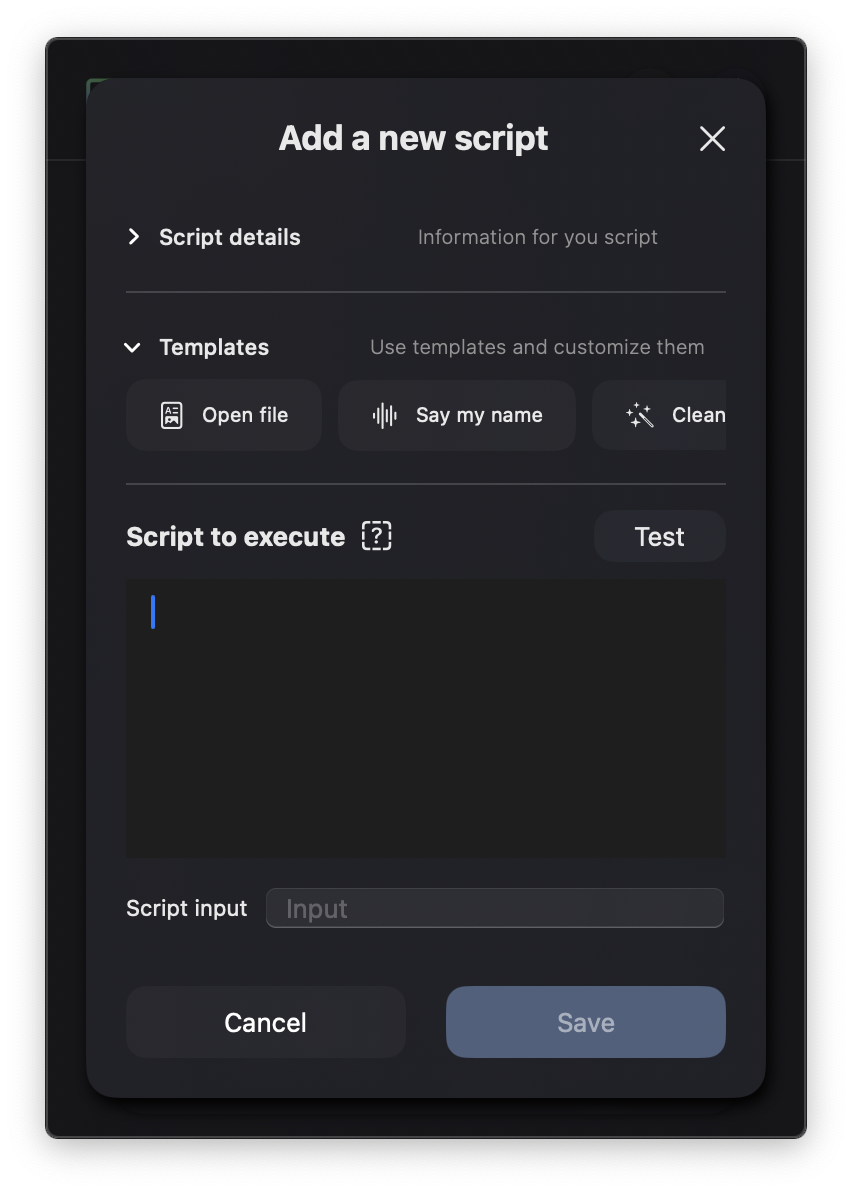 Add a new script
Script details Information for you script
Templates Use templates and customize them
Open file Say my name Clean
Script to execute [?] Test
Script input Input
Cancel Save